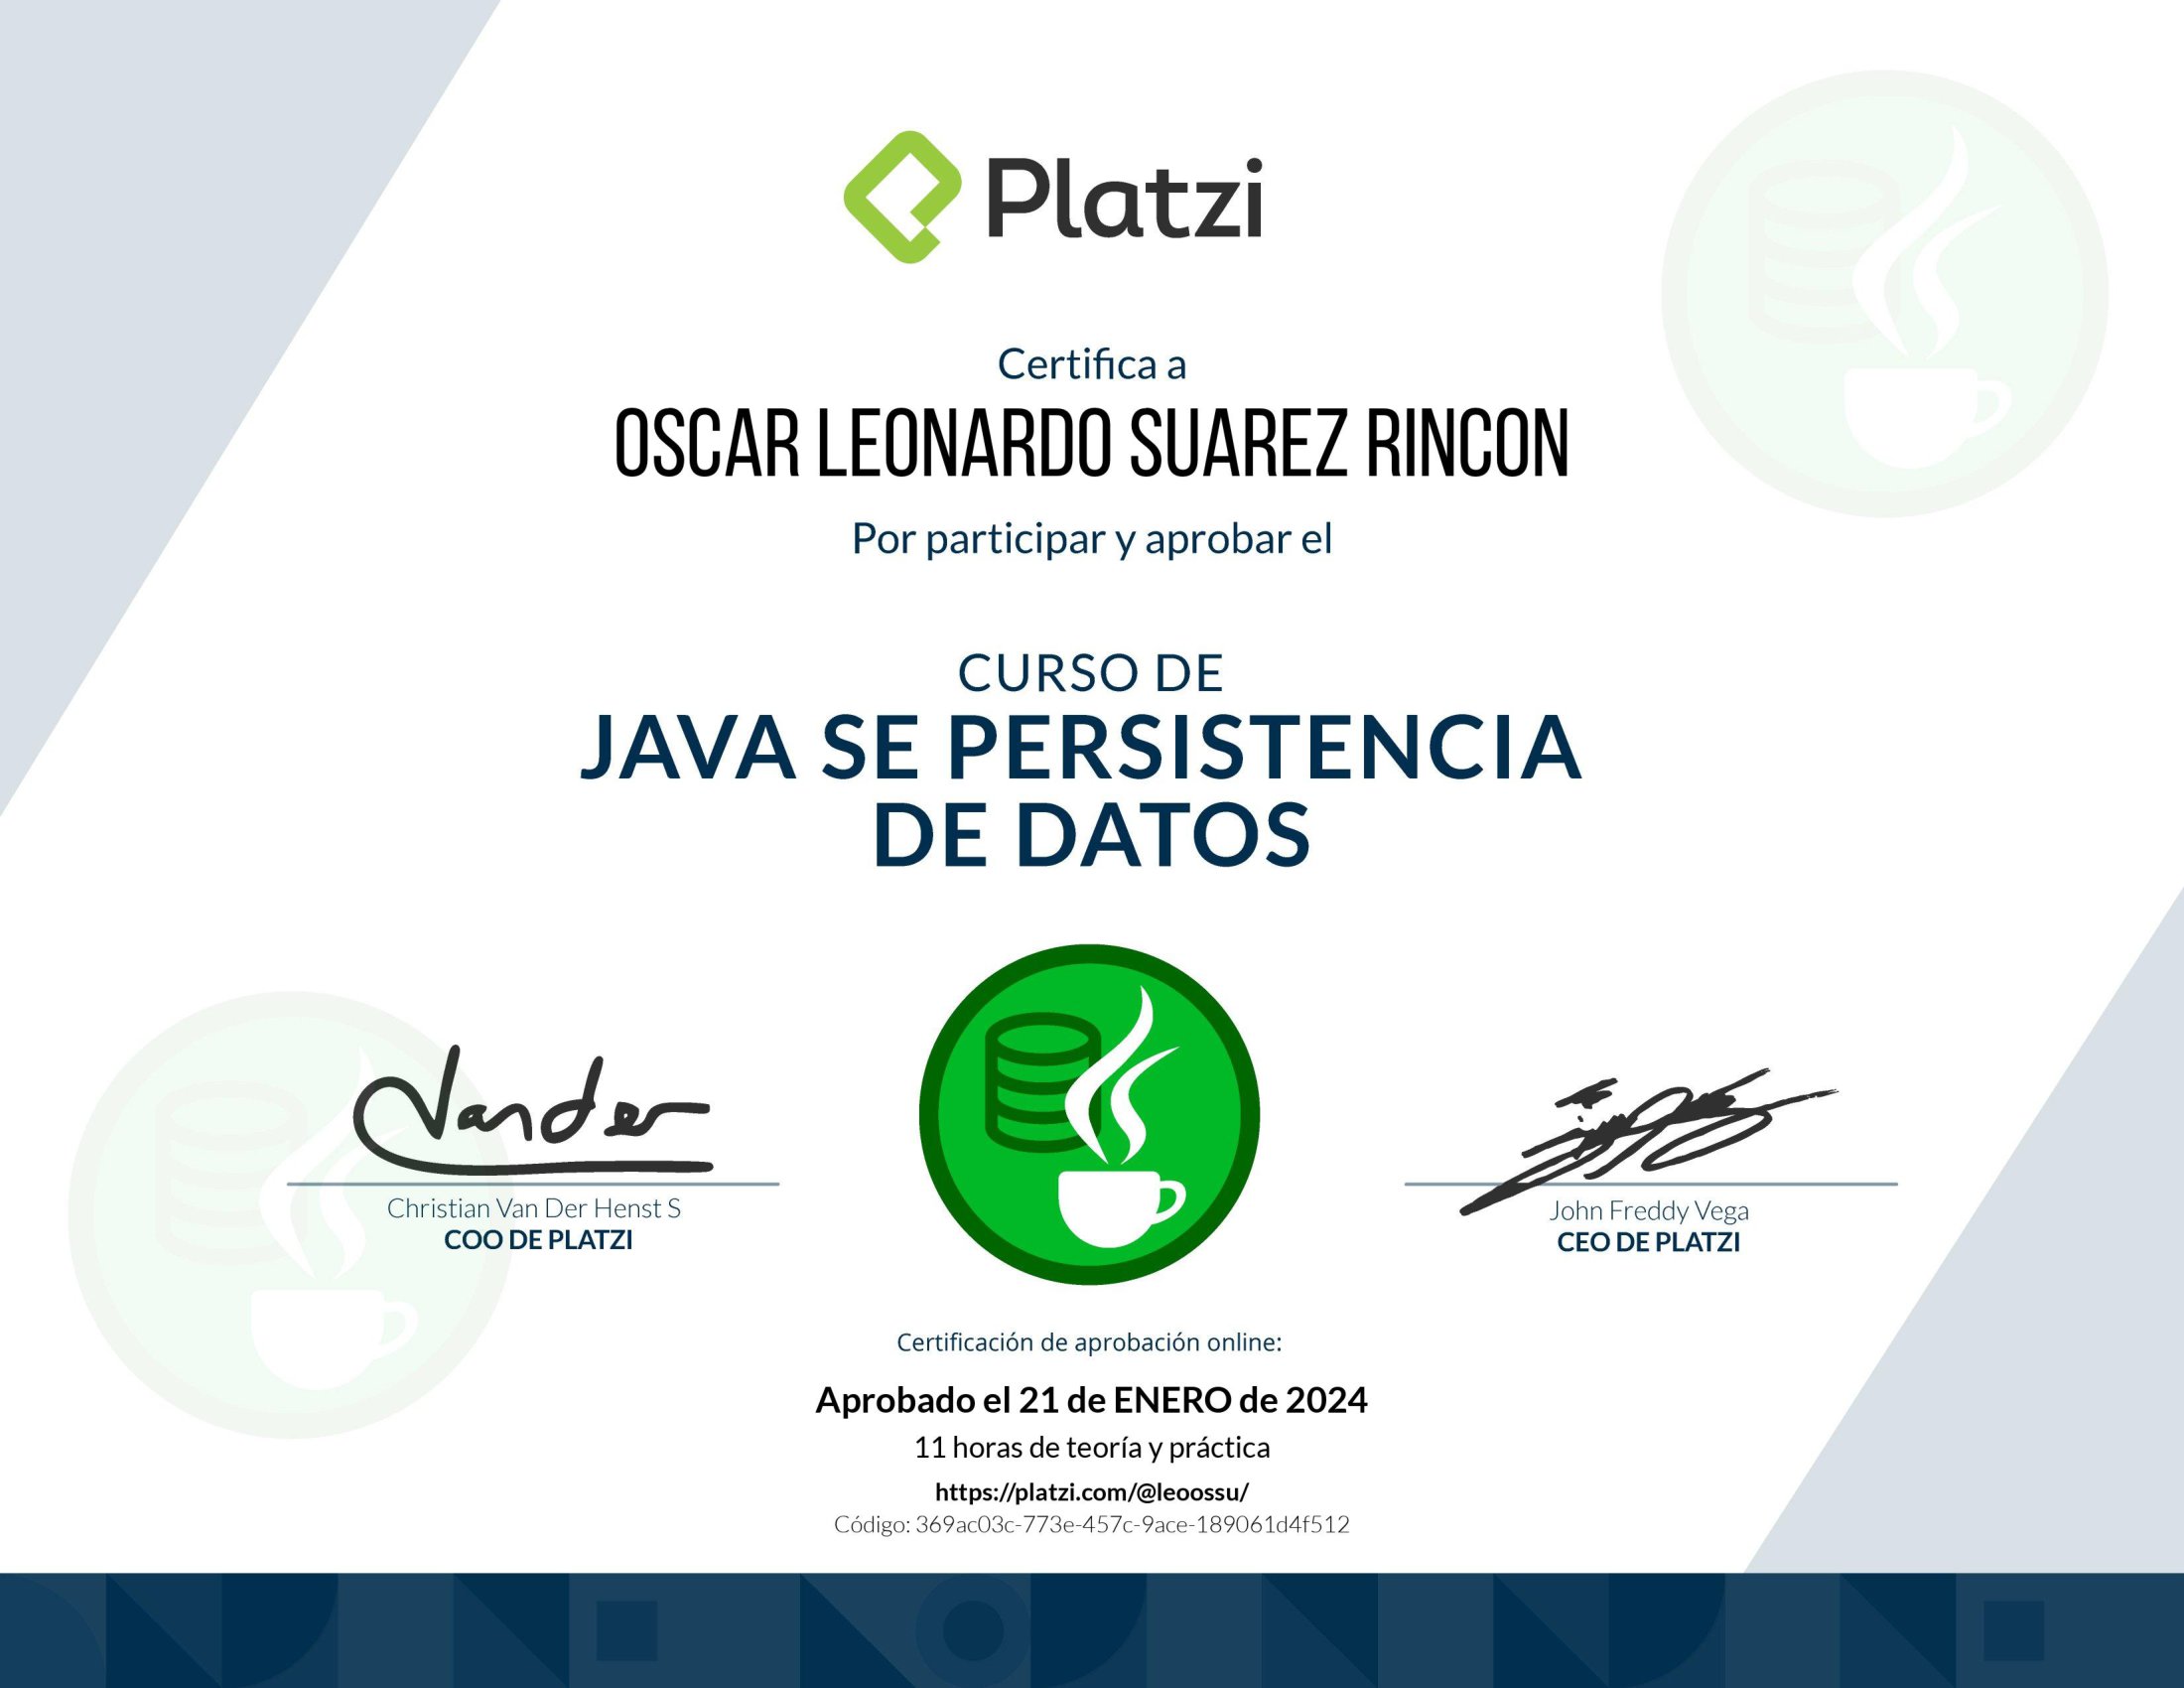 Platzi
Certifica a
OSCAR LEONARDO SUAREZ RINCON
Por participar y aprobar el
CURSO DE
JAVA SE PERSISTENCIA
DE DATOS
Vander
Christian Van Der Henst S
COO DE PLATZI
John Freddy Vega
CEO DE PLATZI
Certificación de aprobación online:
Aprobado el 21 de ENERO de 2024
11 horas de teoría y práctica
https://platzi.com/@leoossu/
Código: 369ac03c-773e-457c-9ace-189061d4f512